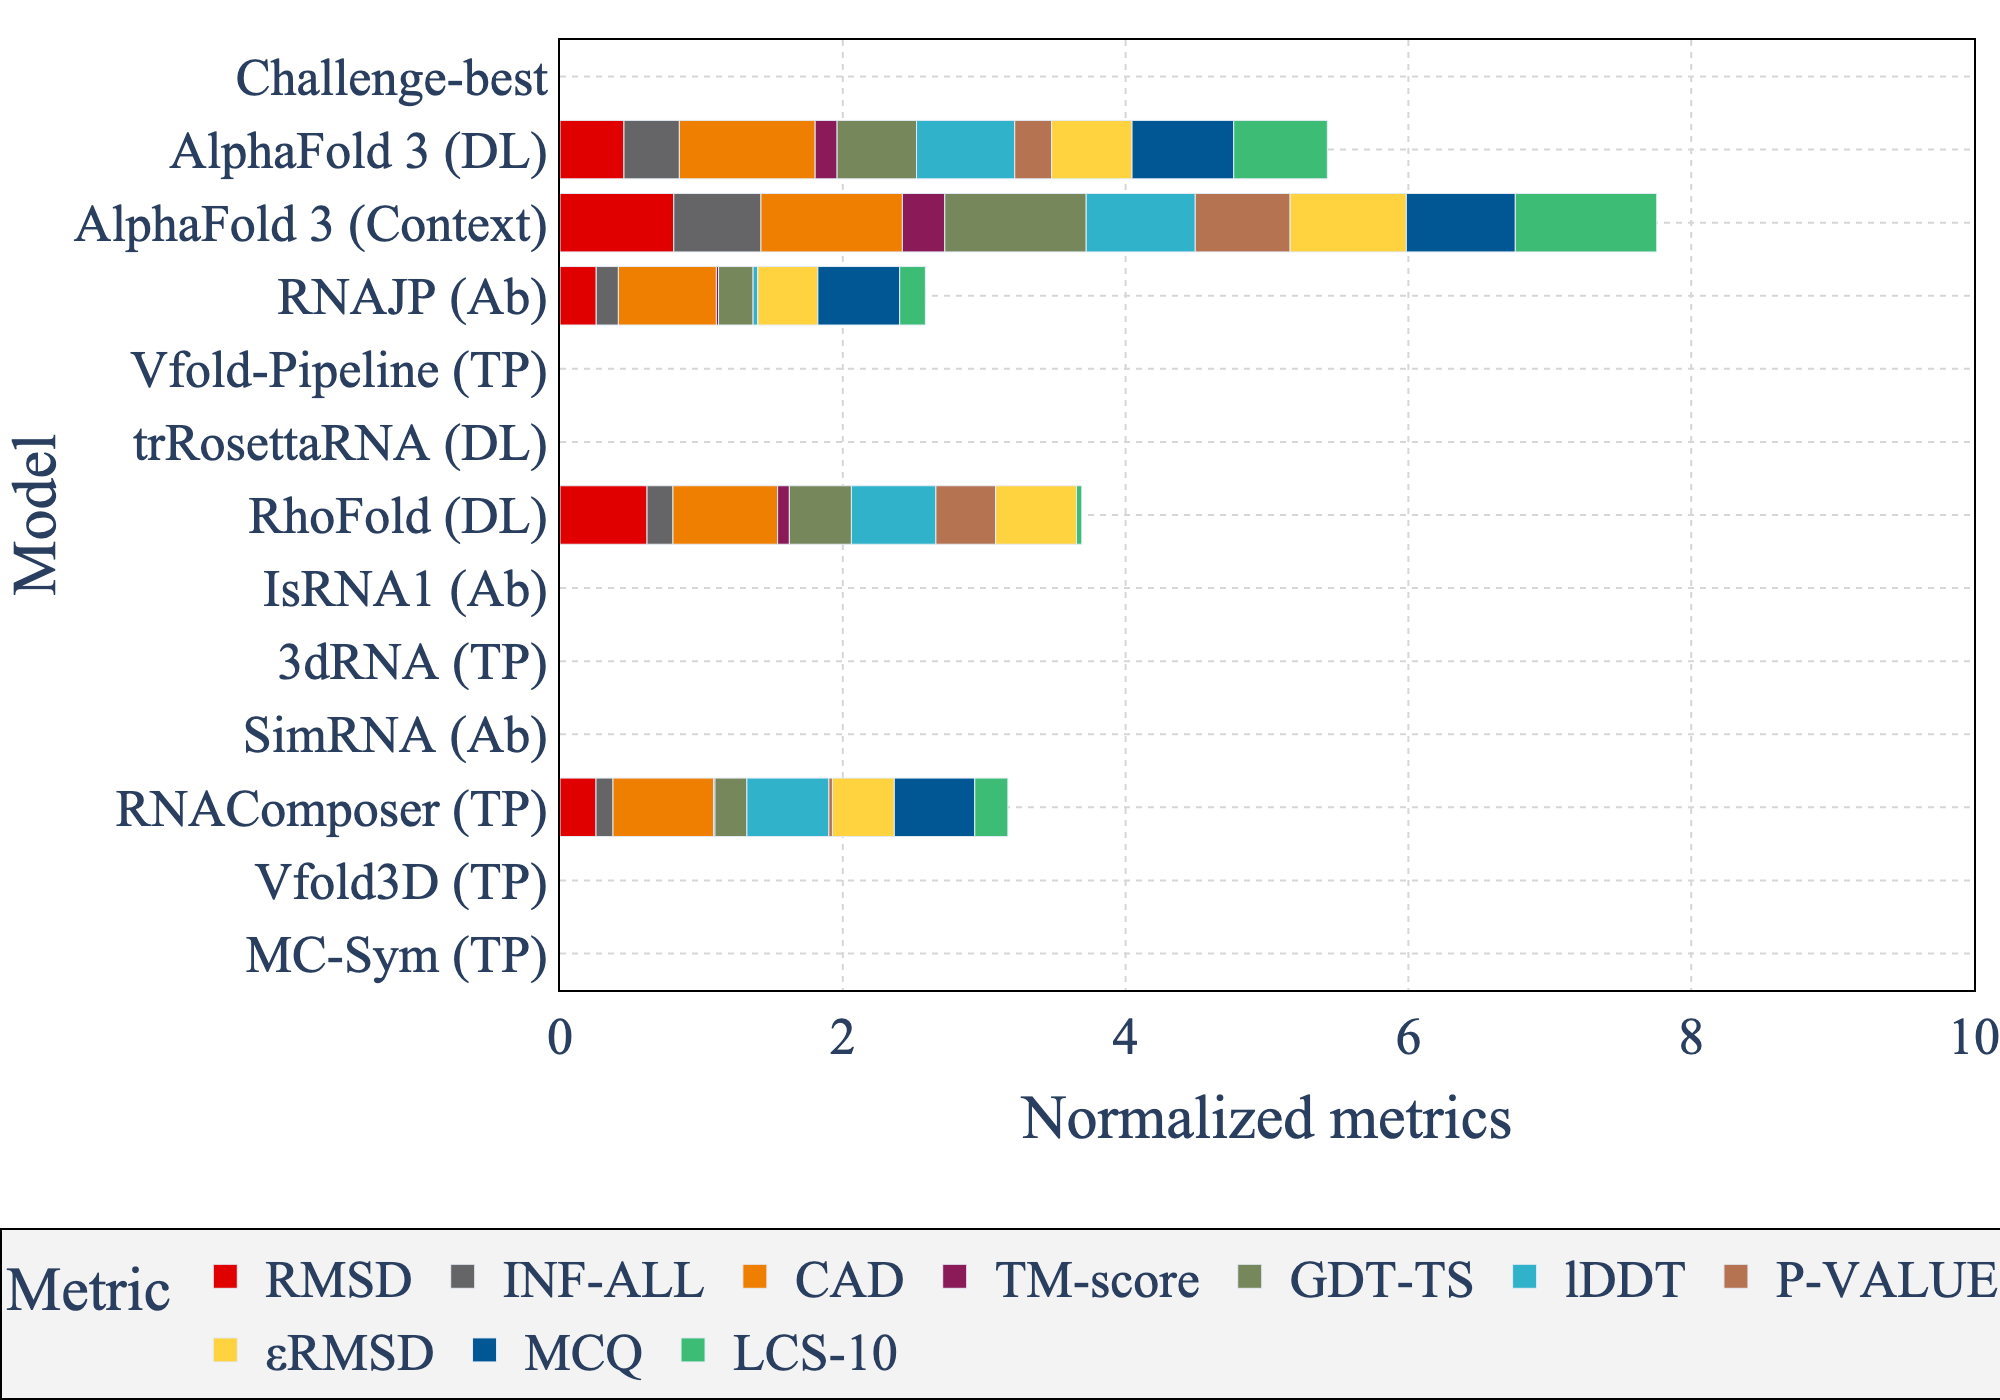 Challenge-best
AlphaFold 3 (DL)
AlphaFold 3 (Context)
RNAJP (Ab)
Vfold-Pipeline (TP)
trRosettaRNA (DL)
RhoFold (DL)
IsRNA1 (Ab)
3dRNA (TP)
SimRNA (Ab)
RNAComposer (TP)
Vfold3D (TP)
MC-Sym (TP)
Model
0 2 4 6 8 10
Normalized metrics
Metric RMSD INF-ALL CAD TM-score GDT-TS lDDT P-VALUE
εRMSD MCQ LCS-10